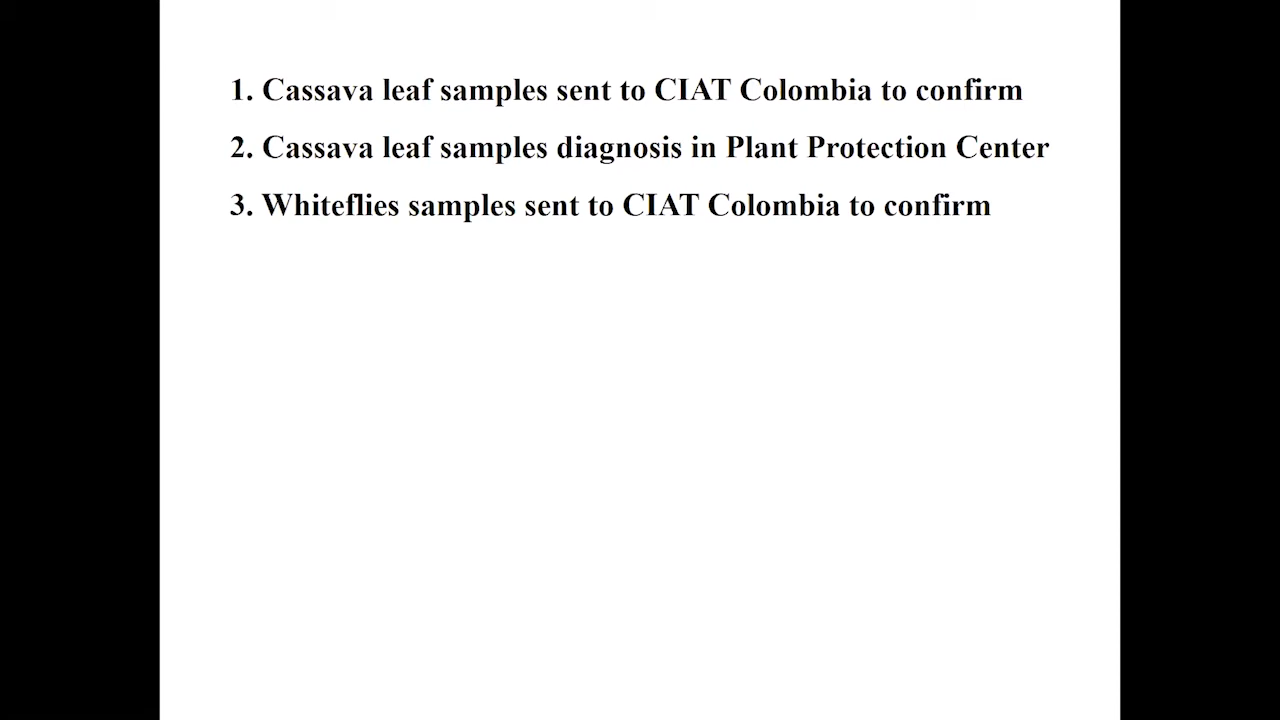 1. Cassava leaf samples sent to CIAT Colombia to confirm
2. Cassava leaf samples diagnosis in Plant Protection Center
3. Whiteflies samples sent to CIAT Colombia to confirm